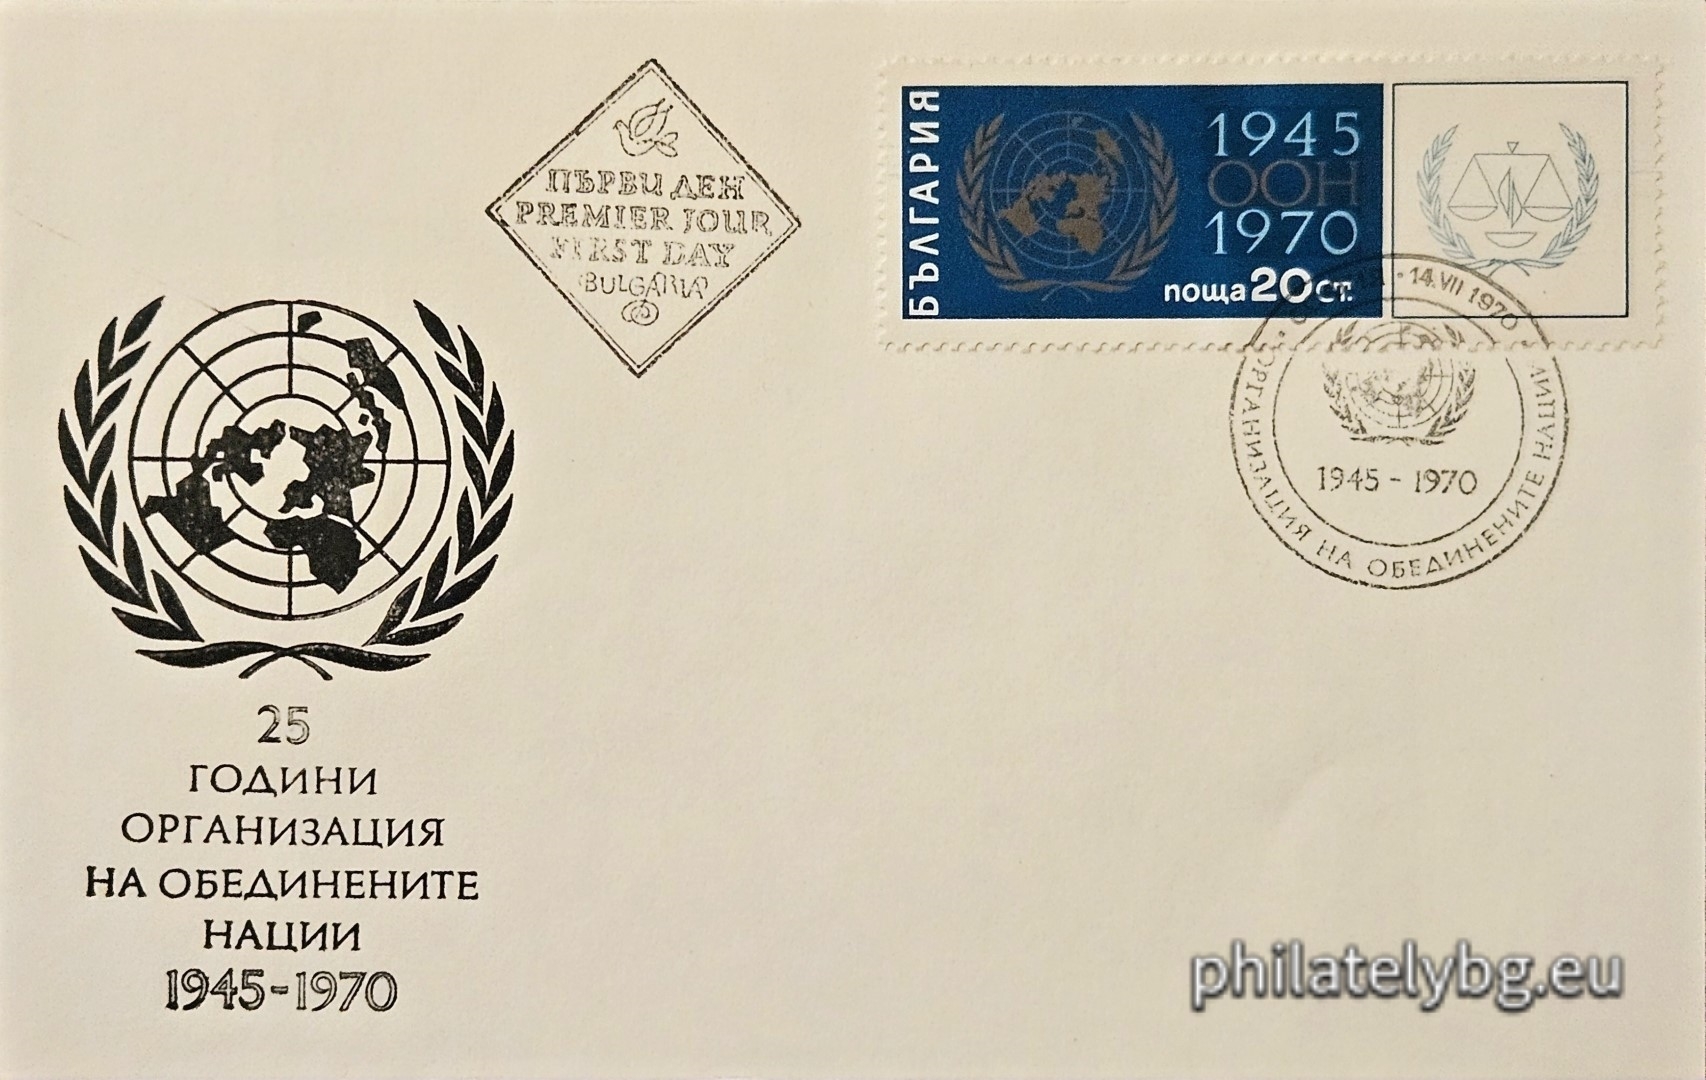 ПЪРВИ ДЕН
PREMIER JOUR
FIRST DAY
BULGARIA
БЪЛГАРИЯ
1945
ООН
1970
поща 20 ст.
14.VII 1970
1945 - 1970
ОРГАНИЗАЦИЯ НА ОБЕДИНЕНИТЕ НАЦИИ
25
ГОДИНИ
ОРГАНИЗАЦИЯ
НА ОБЕДИНЕНИТЕ
НАЦИИ
1945-1970
philatelybg.eu